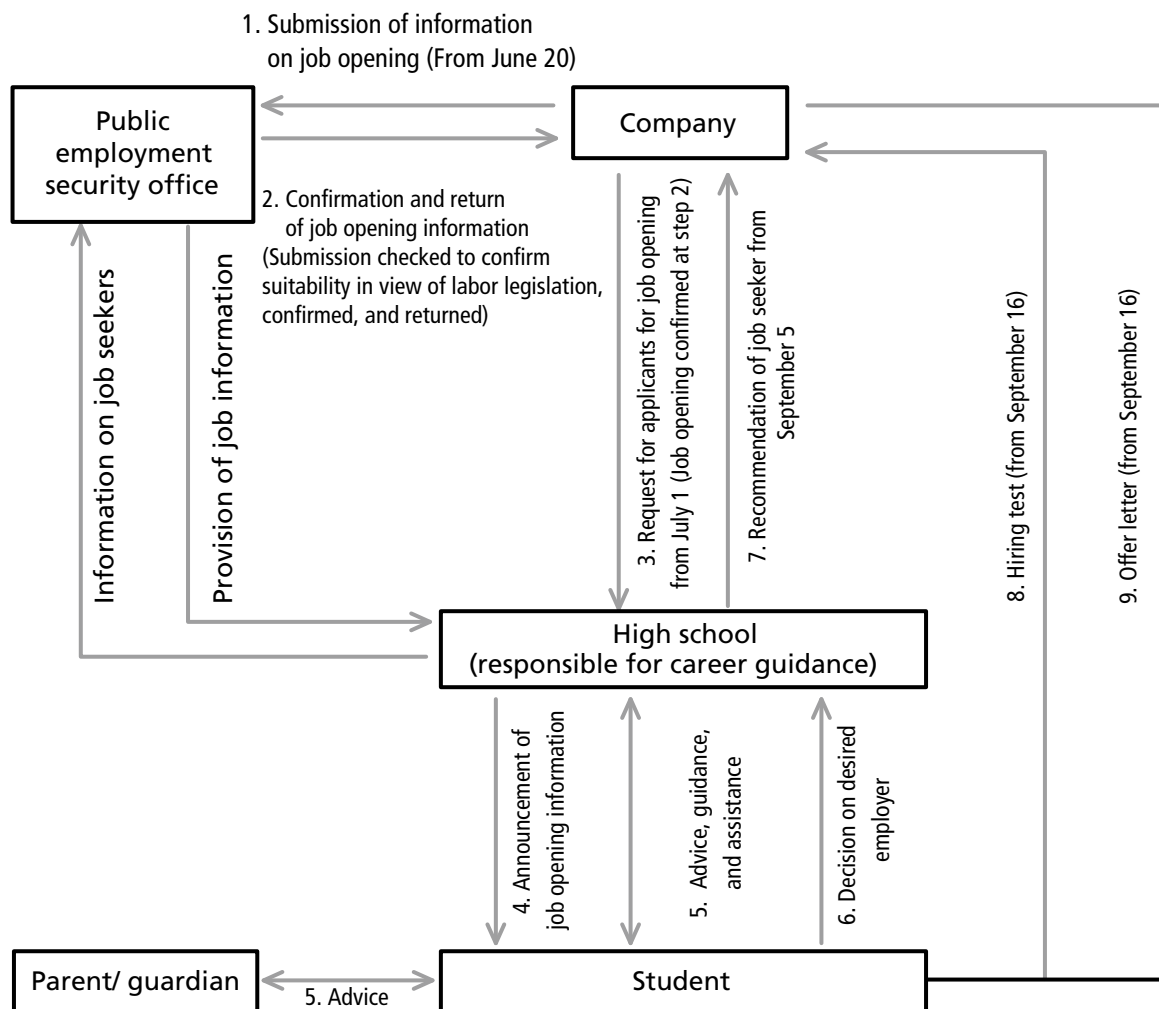 1. Submission of information
on job opening (From June 20)
Public
employment
security office
Company
2. Confirmation and return
of job opening information
(Submission checked to confirm
suitability in view of labor legislation,
confirmed, and returned)
Information on job seekers
Provision of job information
3. Request for applicants for job opening
from July 1 (Job opening confirmed at step 2)
7. Recommendation of job seeker from
September 5
8. Hiring test (from September 16)
9. Offer letter (from September 16)
High school
(responsible for career guidance)
4. Announcement of
job opening information
5. Advice, guidance,
and assistance
6. Decision on desired
employer
Parent/ guardian
5. Advice
Student